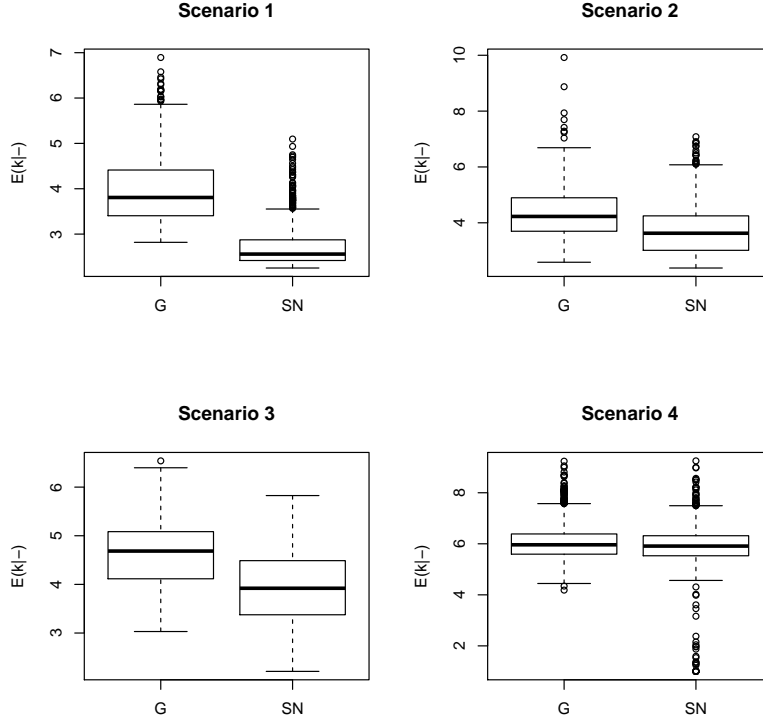 Scenario 1
E(k|−)
7
6
5
4
3
G SN
Scenario 2
E(k|−)
10
8
6
4
G SN
Scenario 3
E(k|−)
6
5
4
3
G SN
Scenario 4
E(k|−)
8
6
4
2
G SN